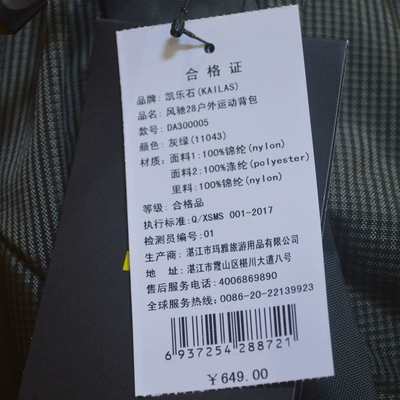 合格证
品牌: 凯乐石(KAILAS)
品名: 风驰28户外运动背包
款号: DA300005
颜色: 灰绿(11043)
材质: 面料1:100%锦纶(nylon)
面料2:100%涤纶(polyester)
里料:100%锦纶(nylon)
等级: 合格品
执行标准:Q/XSMS 001-2017
检测员编号:01
生产商: 湛江市玛雅旅游用品有限公司
地 址: 湛江市霞山区椹川大道八号
售后服务电话: 4006869890
全球服务热线: 0086-20-22139923
6 937254 288721
¥649.00